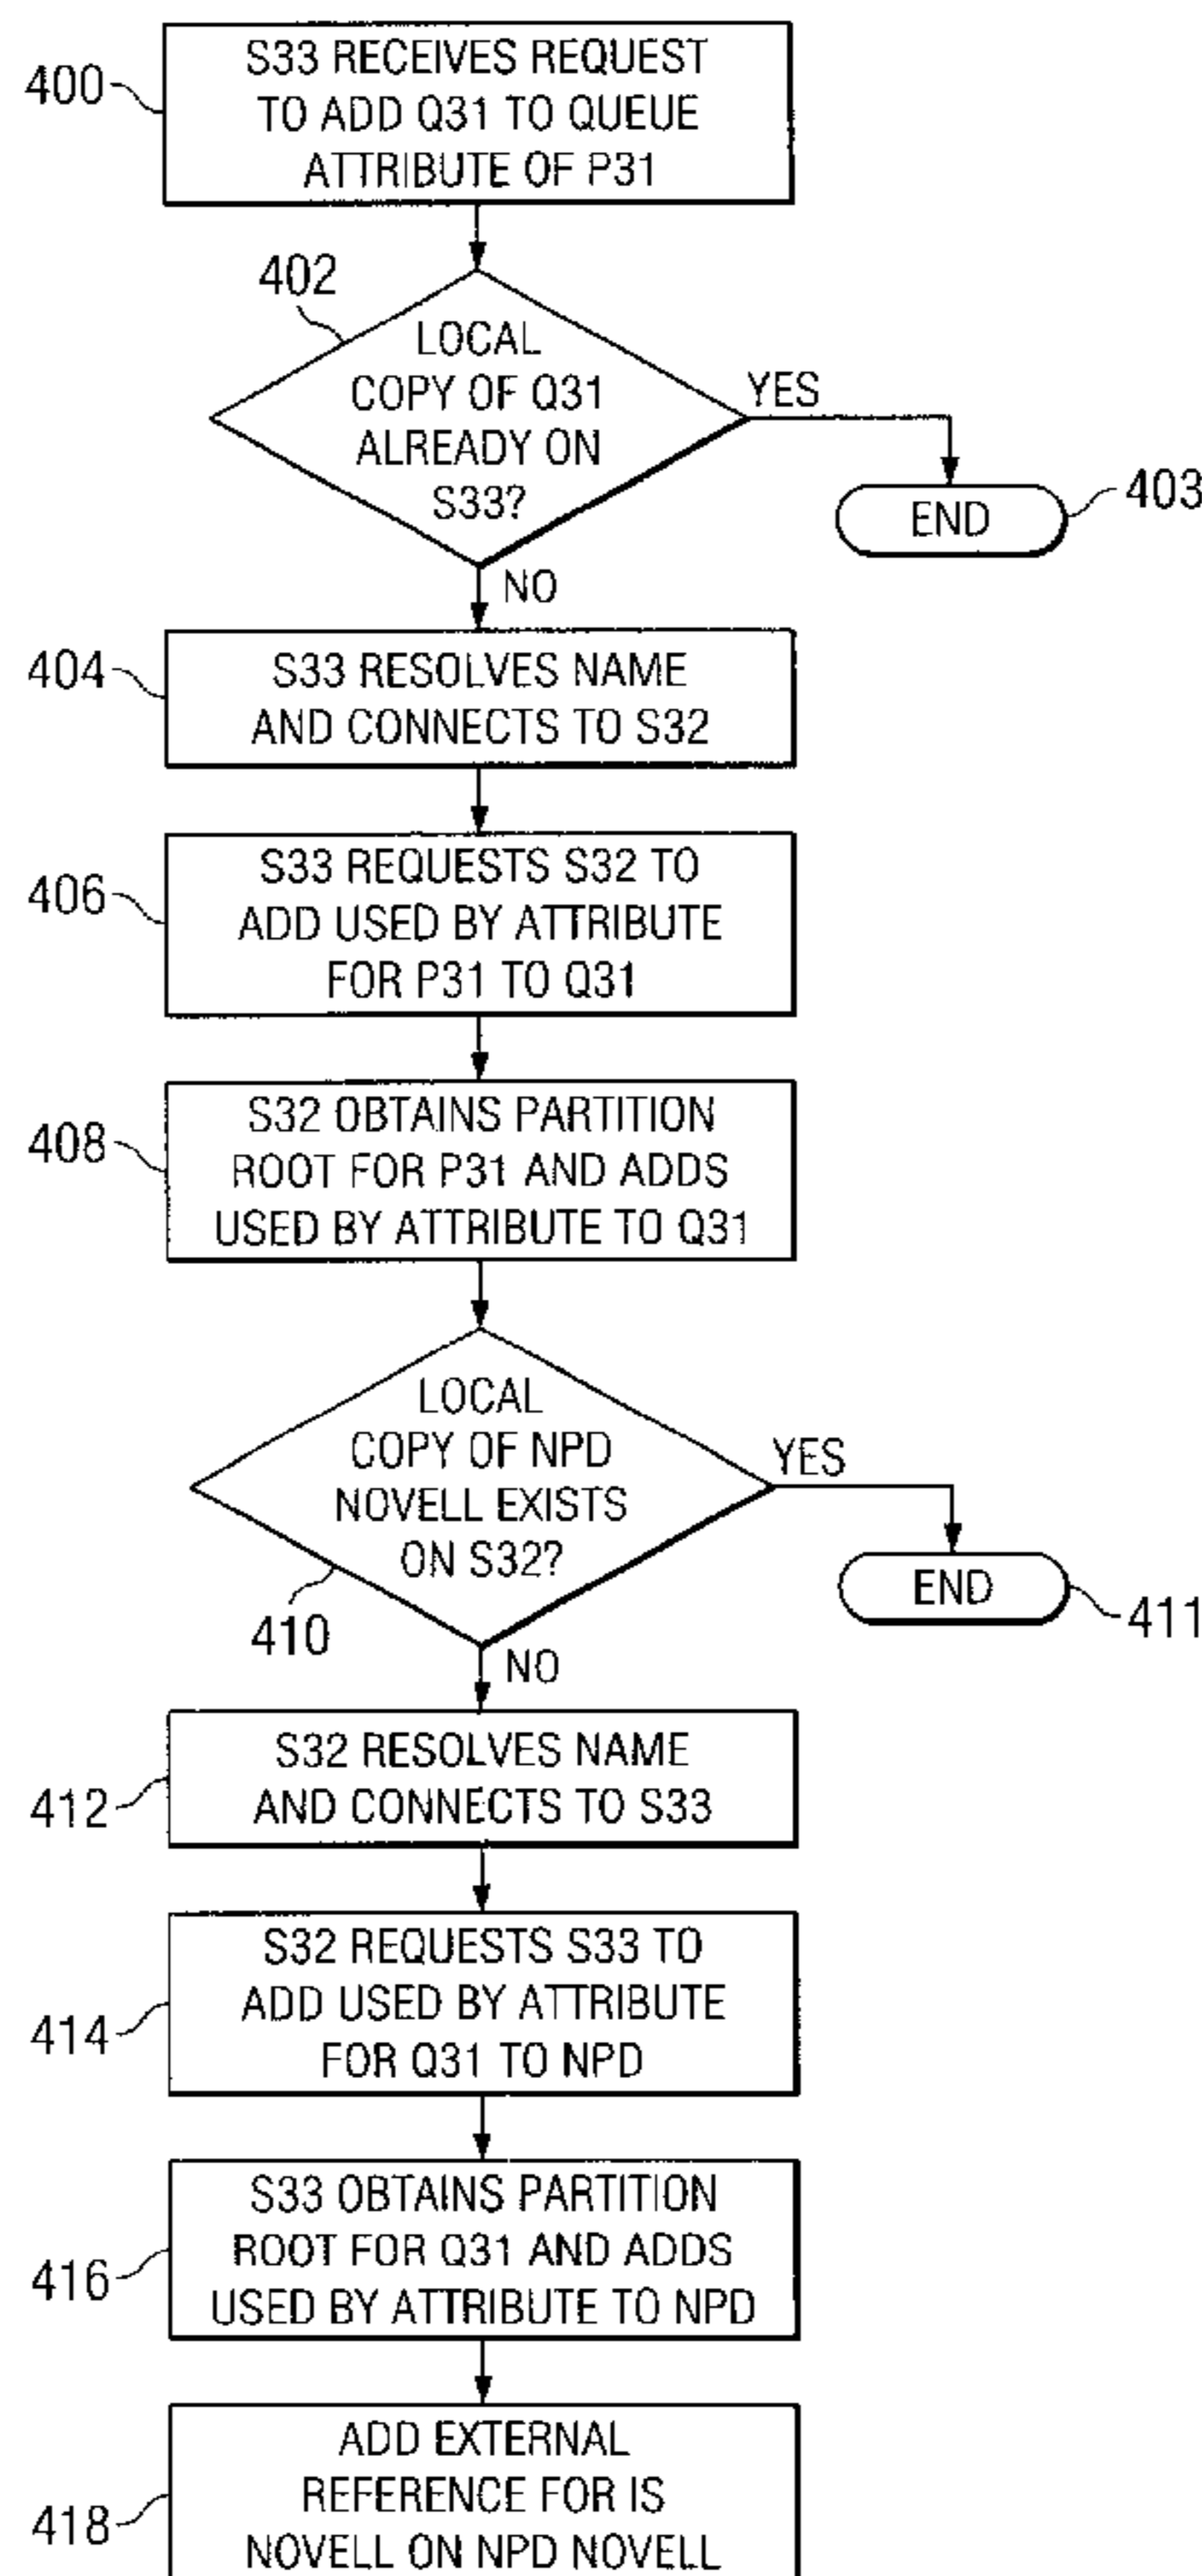 400
S33 RECEIVES REQUEST
TO ADD Q31 TO QUEUE
ATTRIBUTE OF P31
402
LOCAL
COPY OF Q31
ALREADY ON
S33?
YES
END
403
NO
404
S33 RESOLVES NAME
AND CONNECTS TO S32
406
S33 REQUESTS S32 TO
ADD USED BY ATTRIBUTE
FOR P31 TO Q31
408
S32 OBTAINS PARTITION
ROOT FOR P31 AND ADDS
USED BY ATTRIBUTE TO Q31
LOCAL
COPY OF NPD
NOVELL EXISTS
ON S32?
410
YES
END
411
NO
412
S32 RESOLVES NAME
AND CONNECTS TO S33
414
S32 REQUESTS S33 TO
ADD USED BY ATTRIBUTE
FOR Q31 TO NPD
416
S33 OBTAINS PARTITION
ROOT FOR Q31 AND ADDS
USED BY ATTRIBUTE TO NPD
418
ADD EXTERNAL
REFERENCE FOR IS
NOVELL ON NPD NOVELL